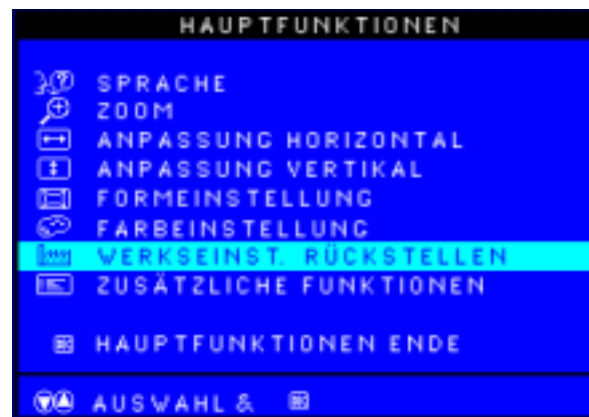 HAUPTFUNKTIONEN
SPRACHE
ZOOM
ANPASSUNG HORIZONTAL
ANPASSUNG VERTIKAL
FORMEINSTELLUNG
FARBEINSTELLUNG
WERKSEINST. RÜCKSTELLEN
ZUSÄTZLICHE FUNKTIONEN
HAUPTFUNKTIONEN ENDE
AUSWAHL &